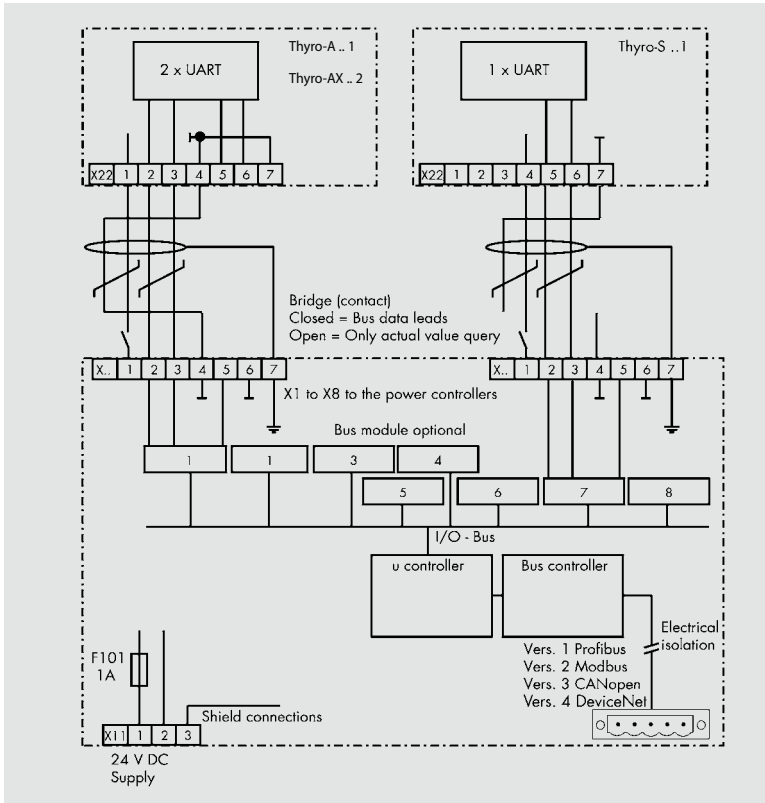 Thyro-A .. 1
2 x UART
Thyro-AX .. 2
Thyro-S ..1
1 x UART
X22 1 2 3 4 5 6 7
X22 1 2 3 4 5 6 7
Bridge (contact)
Closed = Bus data leads
Open = Only actual value query
X.. 1 2 3 4 5 6 7
X.. 1 2 3 4 5 6 7
X1 to X8 to the power controllers
Bus module optional
1 1 3 4
5 6 7 8
I/O - Bus
u controller
Bus controller
Electrical
isolation
Vers. 1 Profibus
Vers. 2 Modbus
Vers. 3 CANopen
Vers. 4 DeviceNet
F101
1A
Shield connections
X11 1 2 3
24 V DC
Supply